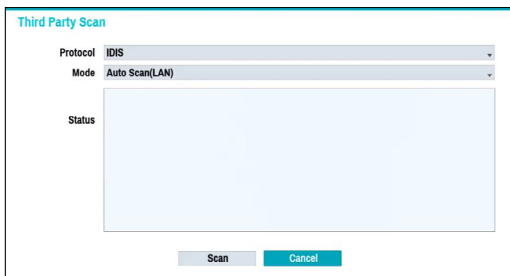 Third Party Scan
Protocol IDIS
Mode Auto Scan(LAN)
Status
Scan Cancel